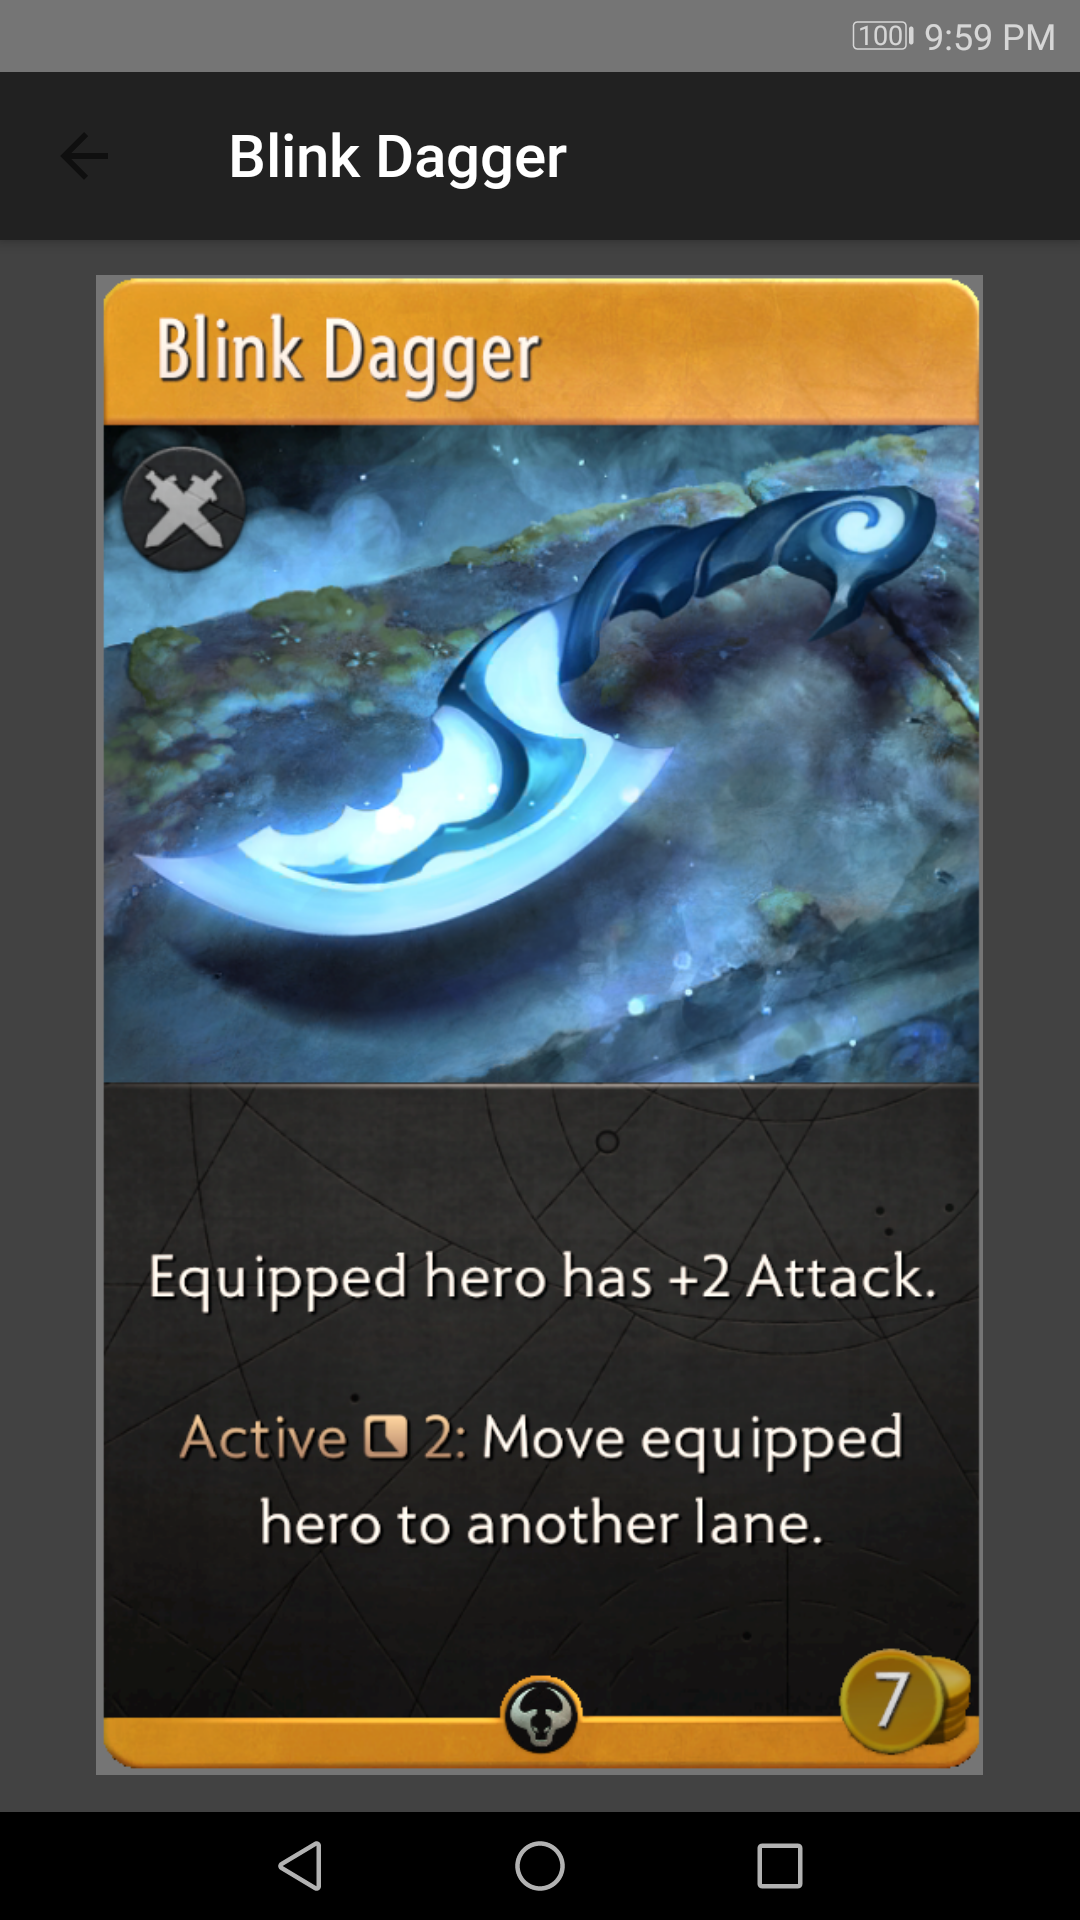 100 9:59 PM
Blink Dagger
Blink Dagger
Equipped hero has +2 Attack.
Active 2: Move equipped
hero to another lane.
7